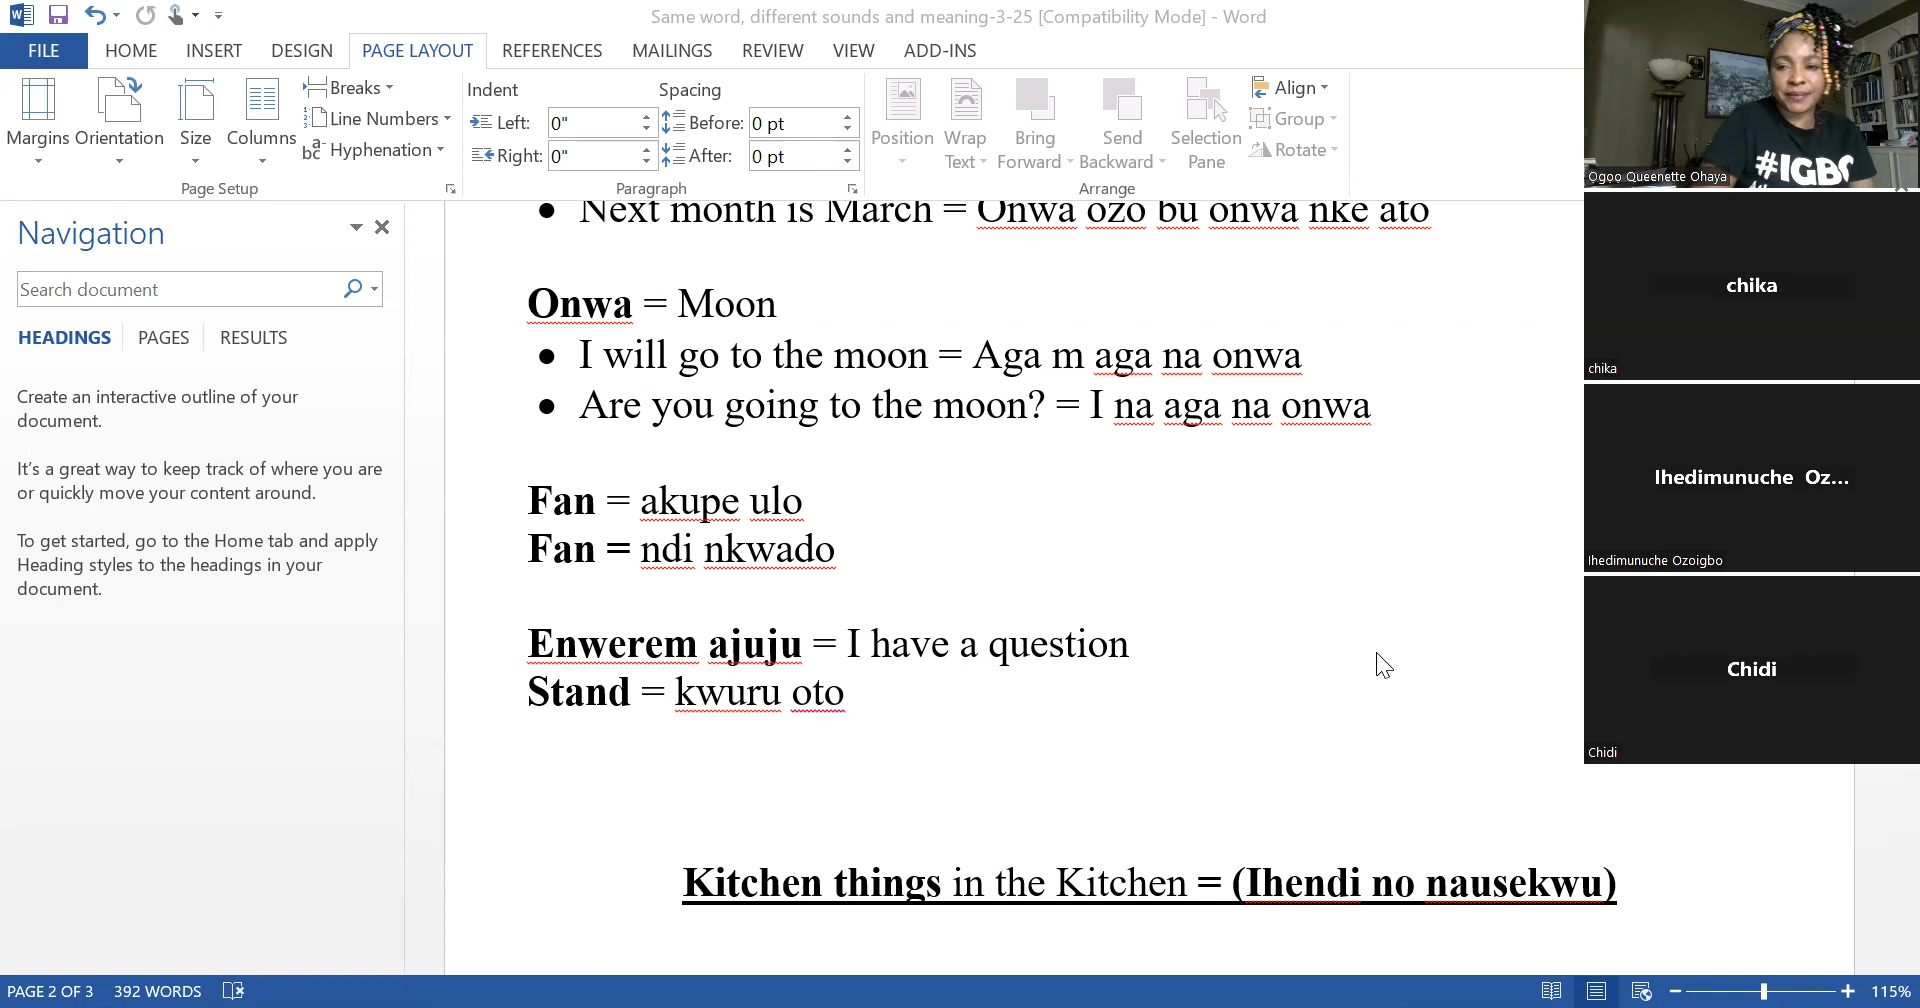 Same word, different sounds and meaning-3-25 [Compatibility Mode] - Word
FILE HOME INSERT DESIGN PAGE LAYOUT REFERENCES MAILINGS REVIEW VIEW ADD-INS
Margins Orientation Size Columns
Breaks
Line Numbers
Hyphenation
Page Setup
Indent Spacing
Left: 0" Before: 0 pt
Right: 0" After: 0 pt
Paragraph
Position Wrap Text Bring Forward Send Backward Selection Pane
Align
Group
Rotate
Arrange
Navigation
Search document
HEADINGS PAGES RESULTS
Create an interactive outline of your
document.
It's a great way to keep track of where you are
or quickly move your content around.
To get started, go to the Home tab and apply
Heading styles to the headings in your
document.
• Next month is March = Onwa ozo bu onwa nke ato
Onwa = Moon
• I will go to the moon = Aga m aga na onwa
• Are you going to the moon? = I na aga na onwa
Fan = akupe ulo
Fan = ndi nkwado
Enwerem ajuju = I have a question
Stand = kwuru oto
Kitchen things in the Kitchen = (Ihendi no nausekwu)
#IGBO
Ogoo Queenette Ohaya
chika
chika
Ihedimunuche Oz...
Ihedimunuche Ozoigbo
Chidi
Chidi
PAGE 2 OF 3 392 WORDS
115%